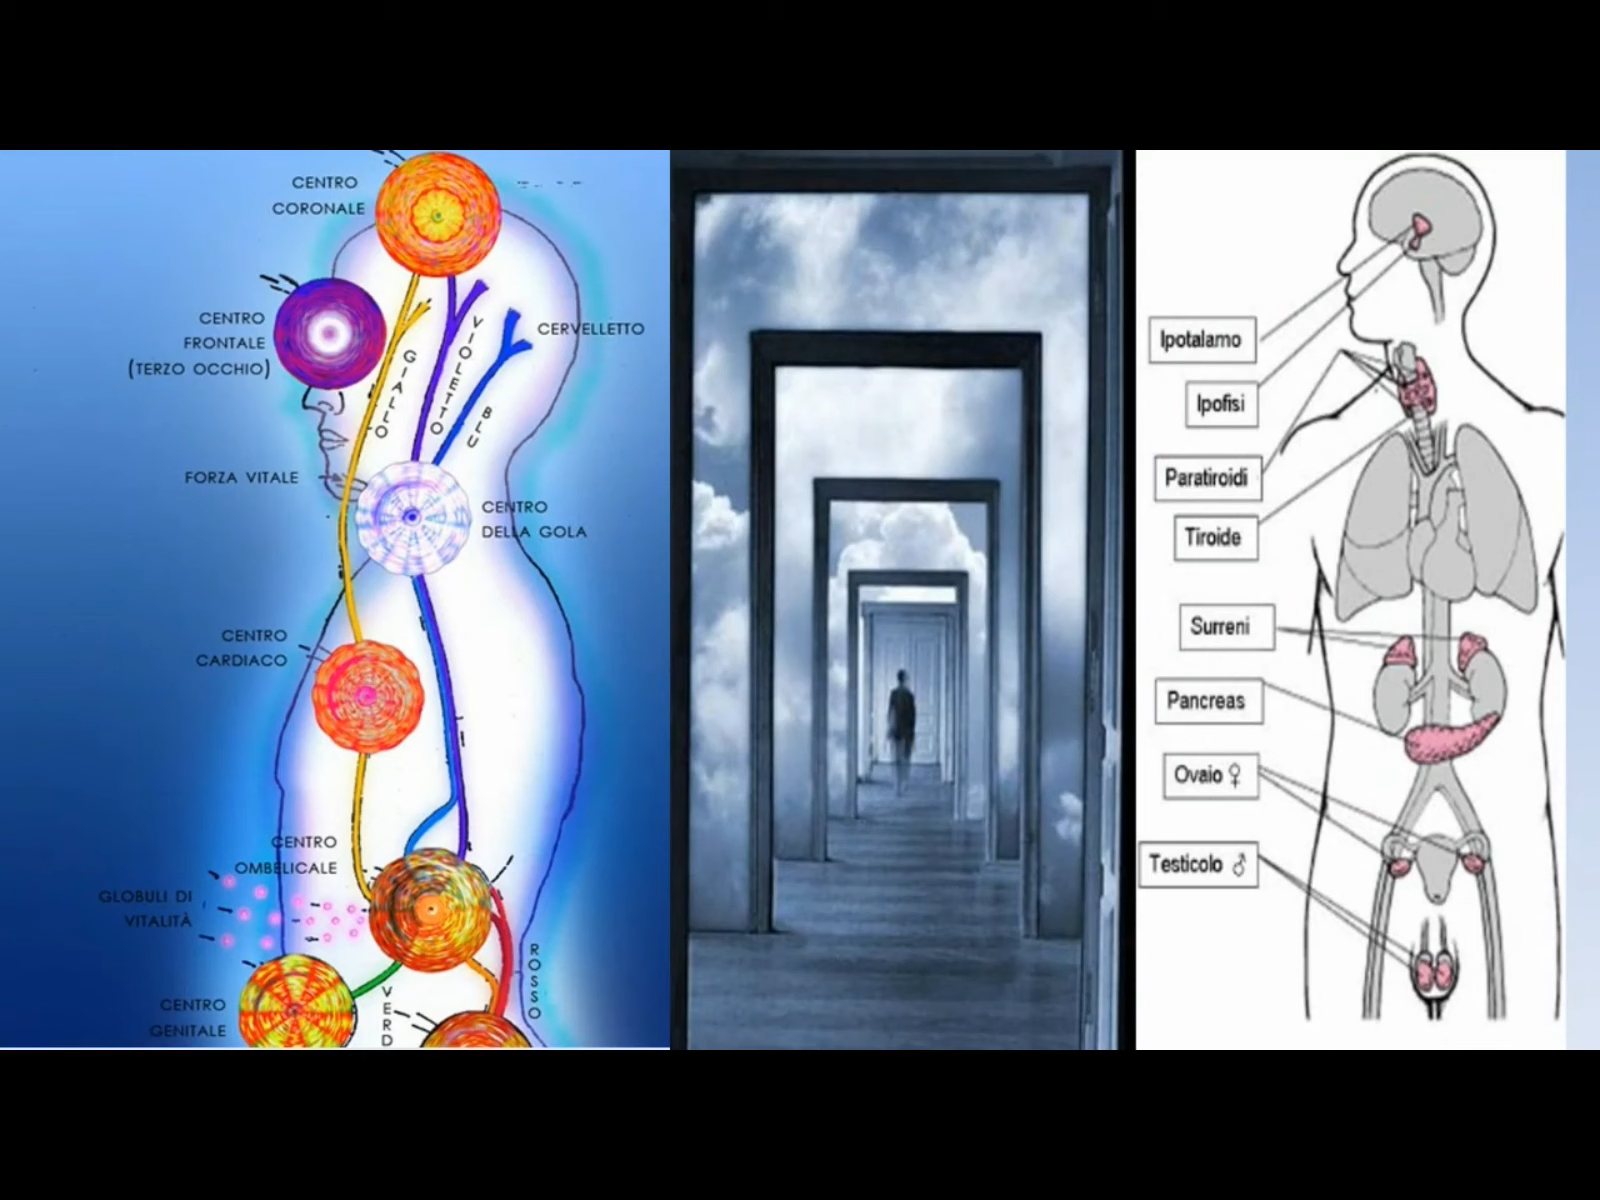 CENTRO
CORONALE
CENTRO
FRONTALE
(TERZO OCCHIO)
CERVELLETTO
GIALLO
VIOLETTO
BLU
FORZA VITALE
CENTRO
DELLA GOLA
CENTRO
CARDIACO
CENTRO
OMBELICALE
GLOBULI DI
VITALITÀ
ROSSO
CENTRO
GENITALE
VERD
Ipotalamo
Ipofisi
Paratiroidi
Tiroide
Surreni
Pancreas
Ovaio ♀
Testicolo ♂